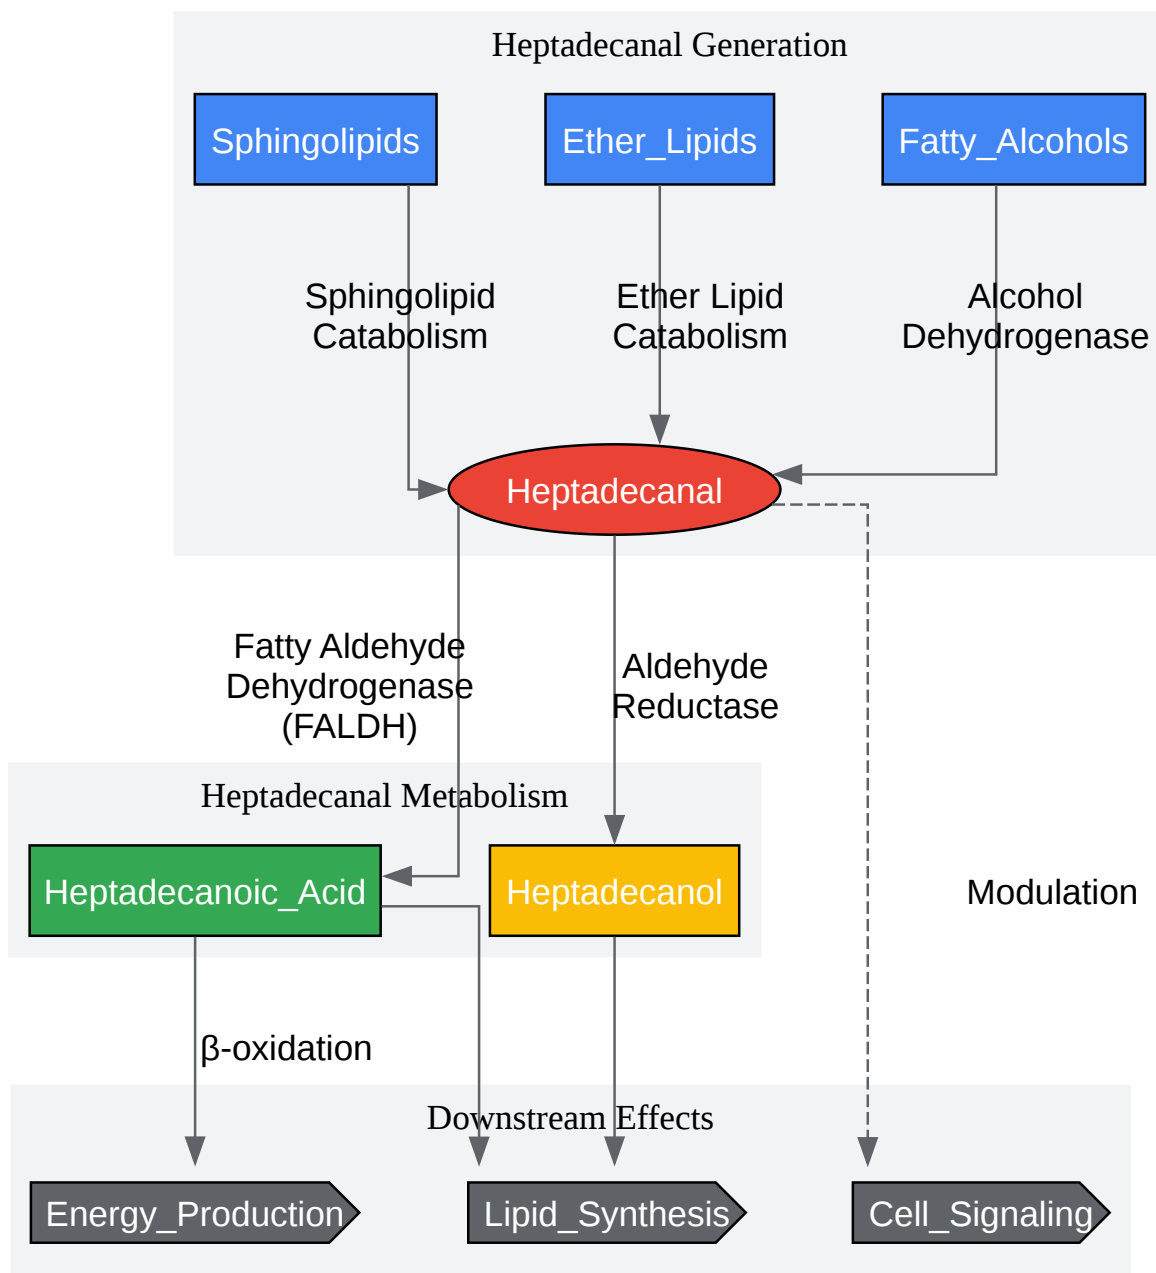 Heptadecanal Generation
Sphingolipids
Ether_Lipids
Fatty_Alcohols
Sphingolipid
Catabolism
Ether Lipid
Catabolism
Alcohol
Dehydrogenase
Heptadecanal
Fatty Aldehyde
Dehydrogenase
(FALDH)
Aldehyde
Reductase
Heptadecanal Metabolism
Heptadecanoic_Acid
Heptadecanol
Modulation
β-oxidation
Downstream Effects
Energy_Production
Lipid_Synthesis
Cell_Signaling